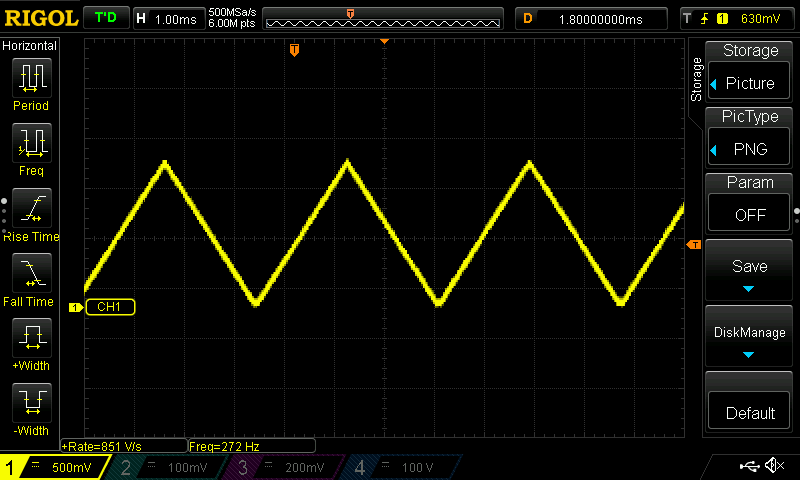 RIGOL T'D H 1.00ms 500MSa/s 6.00M pts T D 1.80000000ms T 1 630mV
Horizontal
Period
Freq
Rise Time
Fall Time
+Width
-Width
T
CH1
1
T
Storage
Storage
Picture
PicType
PNG
Param
OFF
Save
DiskManage
Default
+Rate=851 V/s Freq=272 Hz
1 500mV 2 100mV 3 200mV 4 100 V